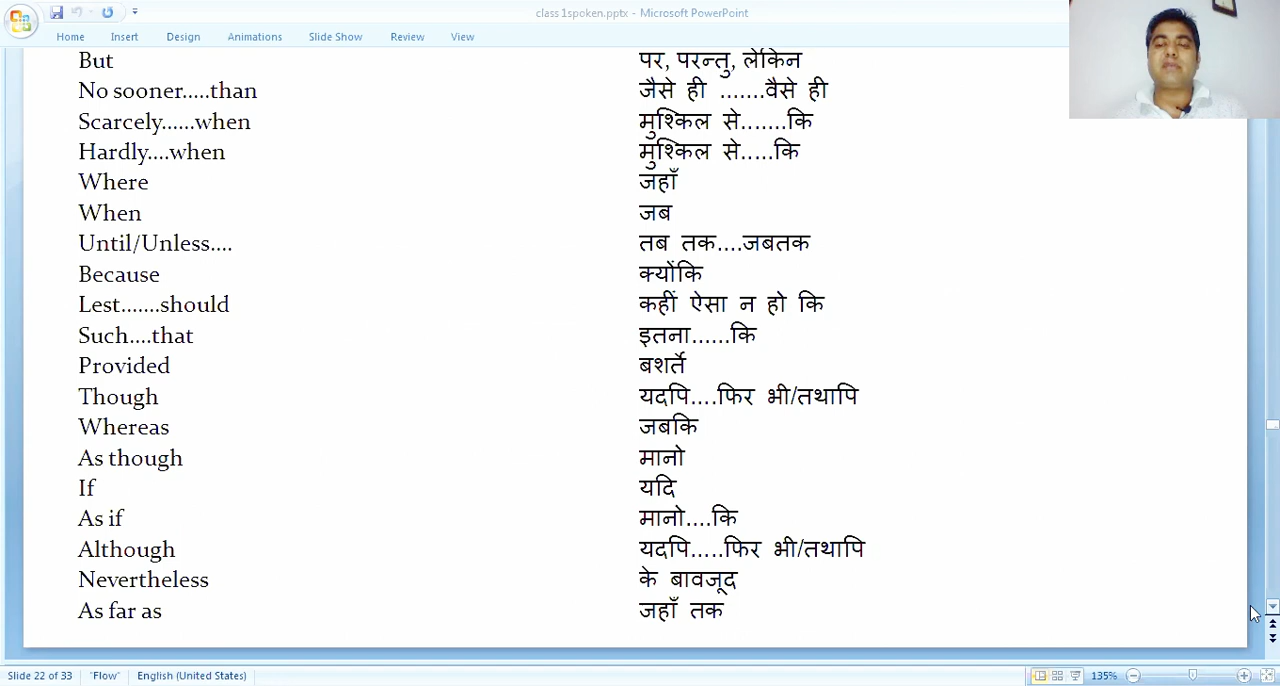 class1spoken.pptx - Microsoft PowerPoint
Home Insert Design Animations Slide Show Review View
But पर, परन्तु, लेकिन
No sooner.....than जैसे ही .......वैसे ही
Scarcely......when मुश्किल से.......कि
Hardly....when मुश्किल से.....कि
Where जहाँ
When जब
Until/Unless.... तब तक....जबतक
Because क्योंकि
Lest.......should कहीं ऐसा न हो कि
Such....that इतना......कि
Provided बशर्ते
Though यदपि....फिर भी/तथापि
Whereas जबकि
As though मानो
If यदि
As if मानो....कि
Although यदपि.....फिर भी/तथापि
Nevertheless के बावजूद
As far as जहाँ तक
Slide 22 of 33 "Flow" English (United States) 135%